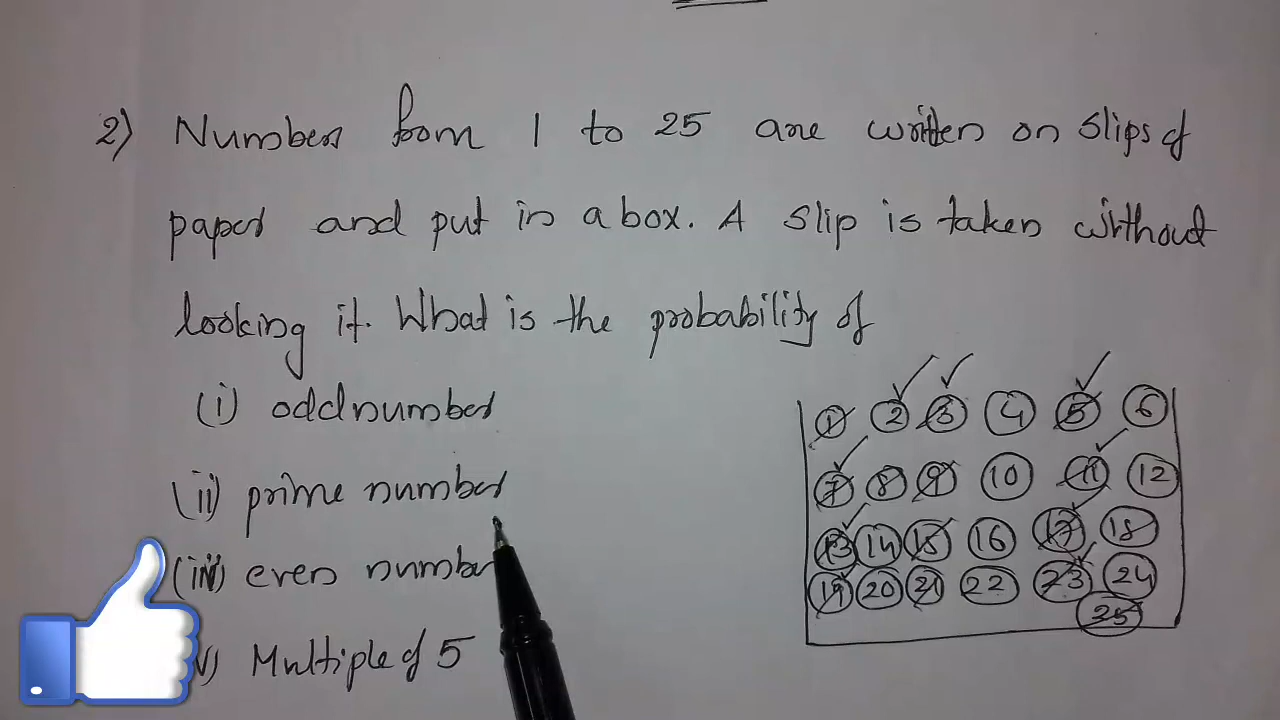 2) Numbers from 1 to 25 are written on slips of
paper and put in a box. A slip is taken without
looking it. What is the probability of
(i) odd number
(ii) prime number
(iii) even number
v) Multiple of 5
1 2 3 4 5 6
7 8 9 10 11 12
13 14 15 16 17 18
19 20 21 22 23 24
25